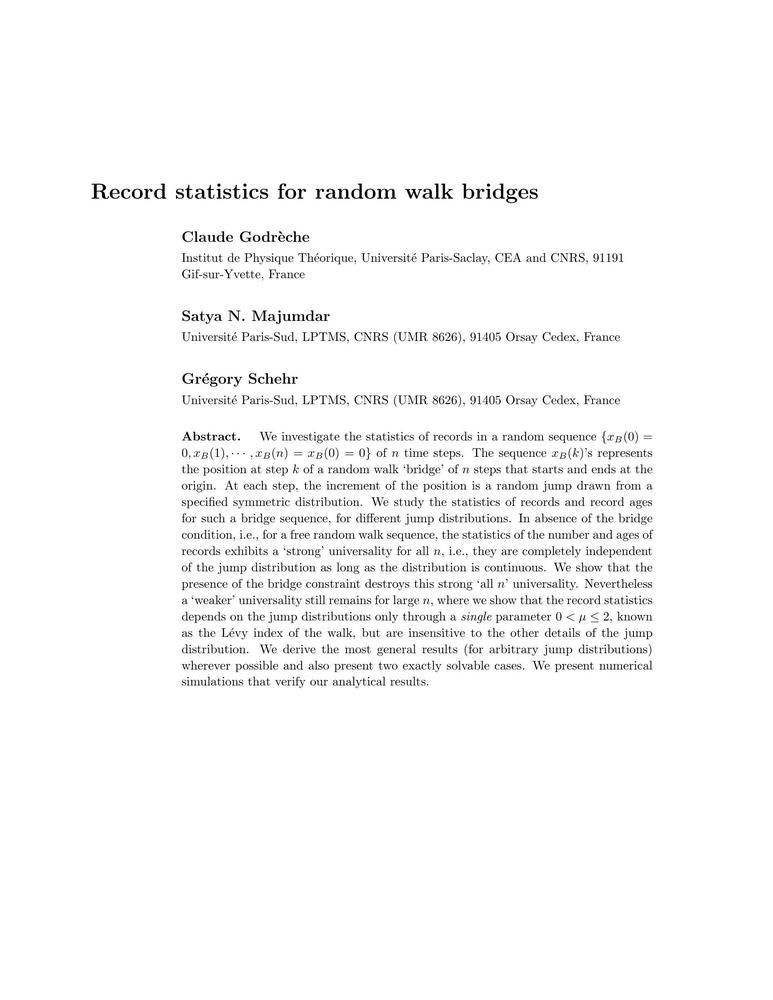 Record statistics for random walk bridges
Claude Godrèche
Institut de Physique Théorique, Université Paris-Saclay, CEA and CNRS, 91191
Gif-sur-Yvette, France
Satya N. Majumdar
Université Paris-Sud, LPTMS, CNRS (UMR 8626), 91405 Orsay Cedex, France
Grégory Schehr
Université Paris-Sud, LPTMS, CNRS (UMR 8626), 91405 Orsay Cedex, France
Abstract. We investigate the statistics of records in a random sequence {x_B(0) =
0, x_B(1), ⋯ , x_B(n) = x_B(0) = 0} of n time steps. The sequence x_B(k)'s represents
the position at step k of a random walk 'bridge' of n steps that starts and ends at the
origin. At each step, the increment of the position is a random jump drawn from a
specified symmetric distribution. We study the statistics of records and record ages
for such a bridge sequence, for different jump distributions. In absence of the bridge
condition, i.e., for a free random walk sequence, the statistics of the number and ages of
records exhibits a 'strong' universality for all n, i.e., they are completely independent
of the jump distribution as long as the distribution is continuous. We show that the
presence of the bridge constraint destroys this strong 'all n' universality. Nevertheless
a 'weaker' universality still remains for large n, where we show that the record statistics
depends on the jump distributions only through a single parameter 0 < μ ≤ 2, known
as the Lévy index of the walk, but are insensitive to the other details of the jump
distribution. We derive the most general results (for arbitrary jump distributions)
wherever possible and also present two exactly solvable cases. We present numerical
simulations that verify our analytical results.